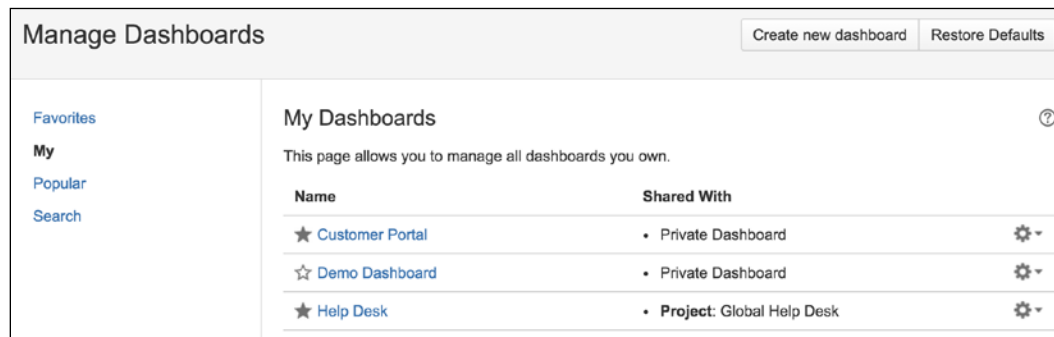 Manage Dashboards
Create new dashboard
Restore Defaults
Favorites
My
Popular
Search
My Dashboards
?
This page allows you to manage all dashboards you own.
Name Shared With
Customer Portal • Private Dashboard
Demo Dashboard • Private Dashboard
Help Desk • Project: Global Help Desk